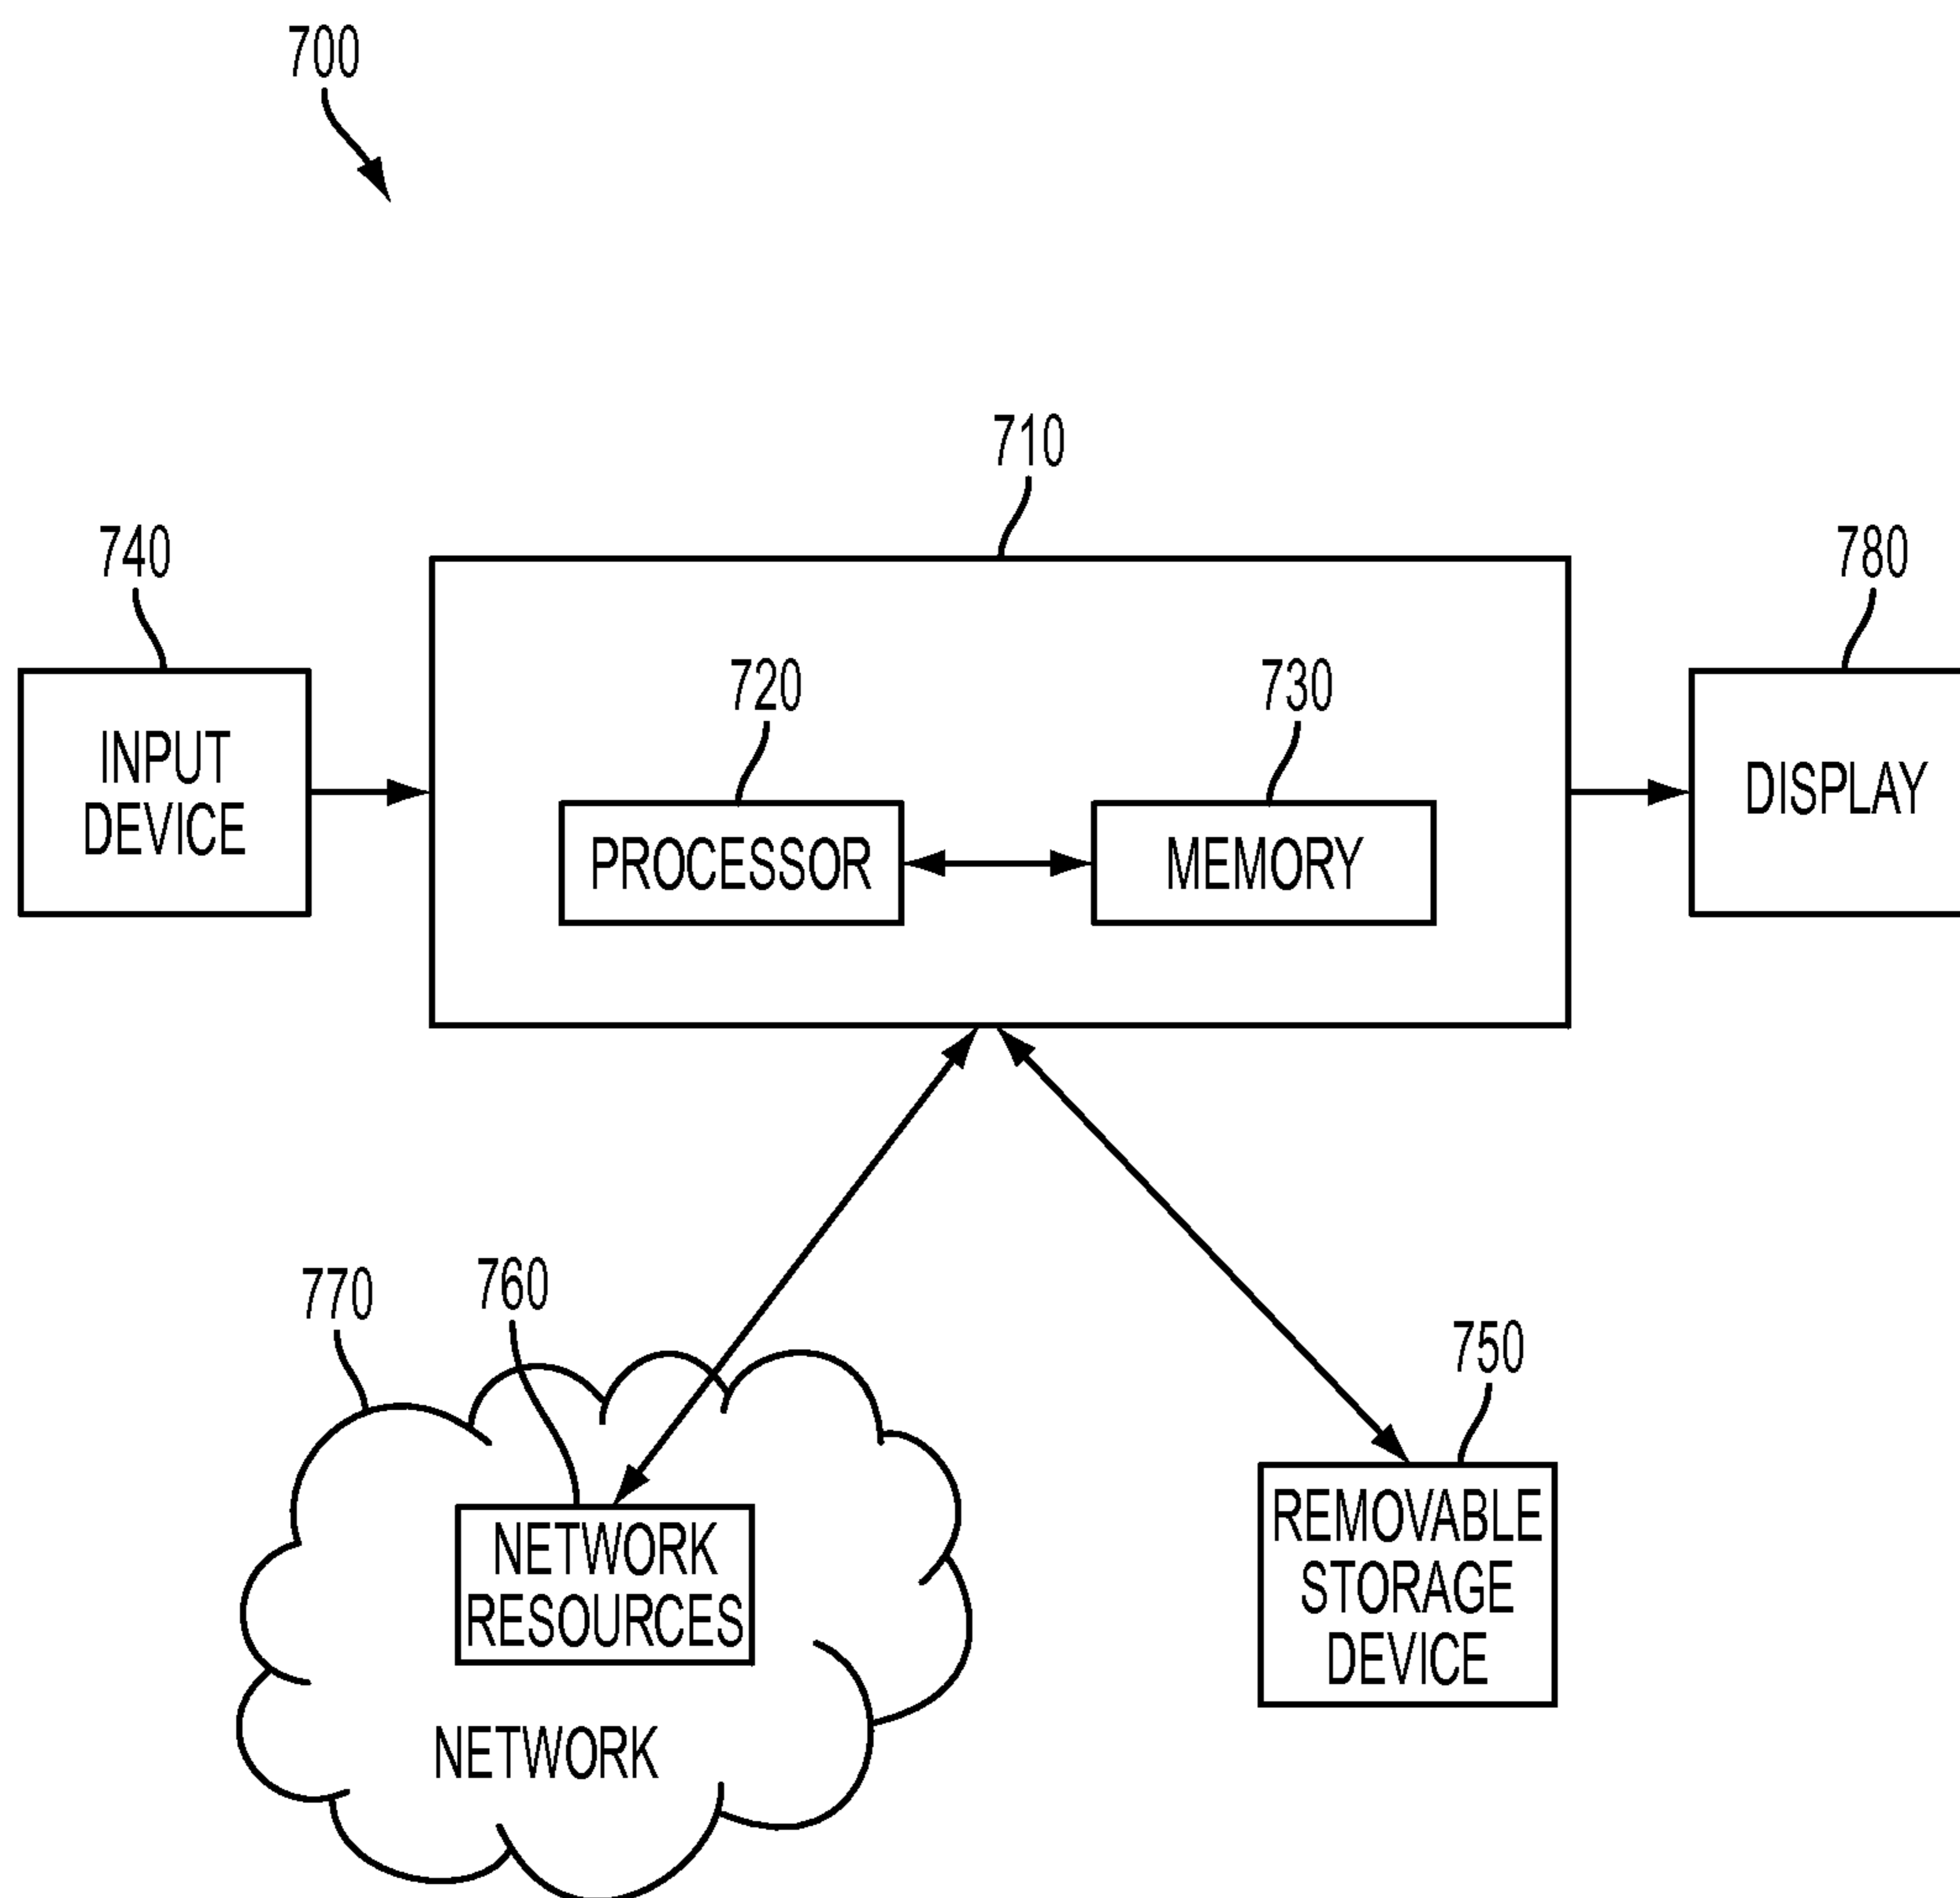 700
710
740
780
720
730
INPUT
DEVICE
PROCESSOR
MEMORY
DISPLAY
770
760
750
NETWORK
RESOURCES
REMOVABLE
STORAGE
DEVICE
NETWORK